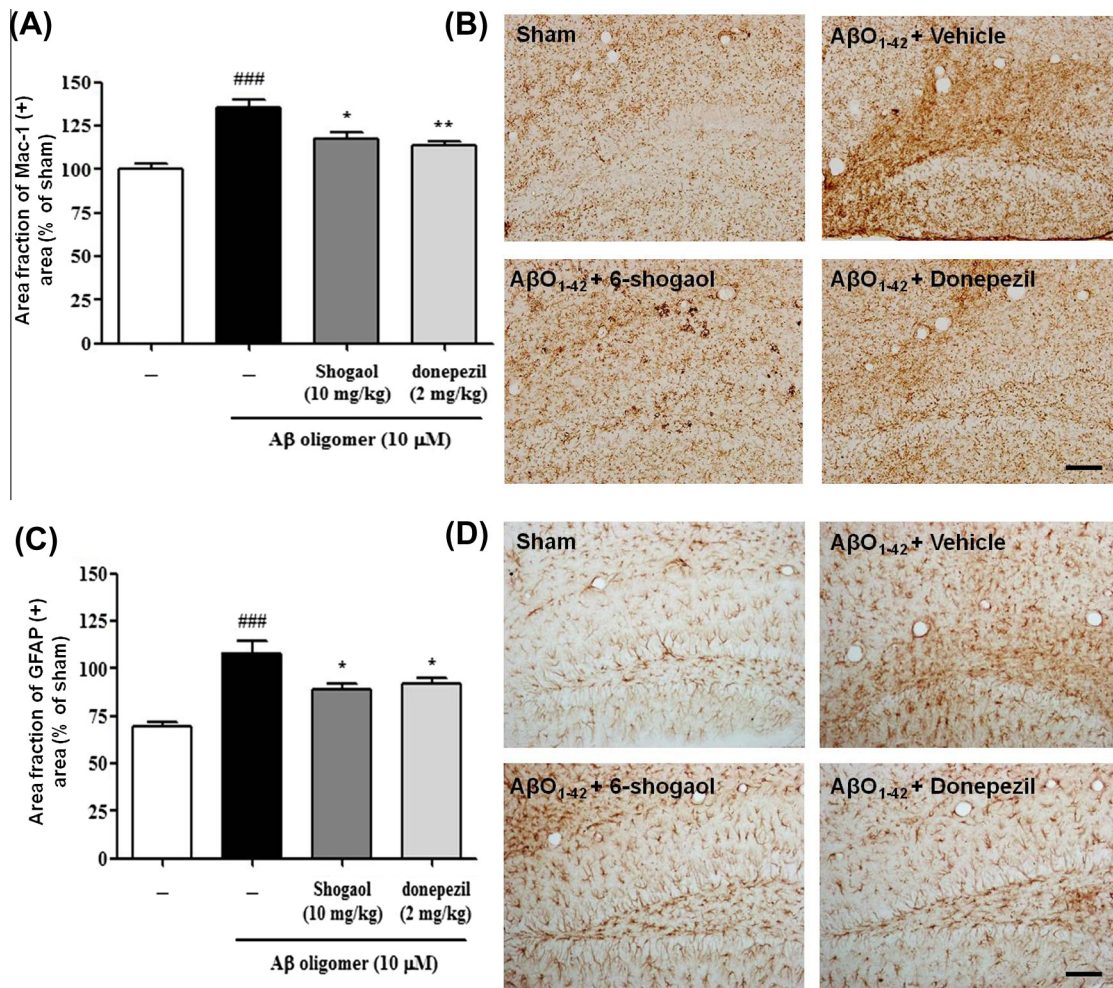 (A)
Area fraction of Mac-1 (+)
area (% of sham)
150
125
100
75
50
25
0
###
*
**
–
–
Shogaol
(10 mg/kg)
donepezil
(2 mg/kg)
Aβ oligomer (10 μM)
(B)
Sham
AβO1-42 + Vehicle
AβO1-42 + 6-shogaol
AβO1-42 + Donepezil
(C)
Area fraction of GFAP (+)
area (% of sham)
150
125
100
75
50
25
0
###
*
*
–
–
Shogaol
(10 mg/kg)
donepezil
(2 mg/kg)
Aβ oligomer (10 μM)
(D)
Sham
AβO1-42 + Vehicle
AβO1-42 + 6-shogaol
AβO1-42 + Donepezil